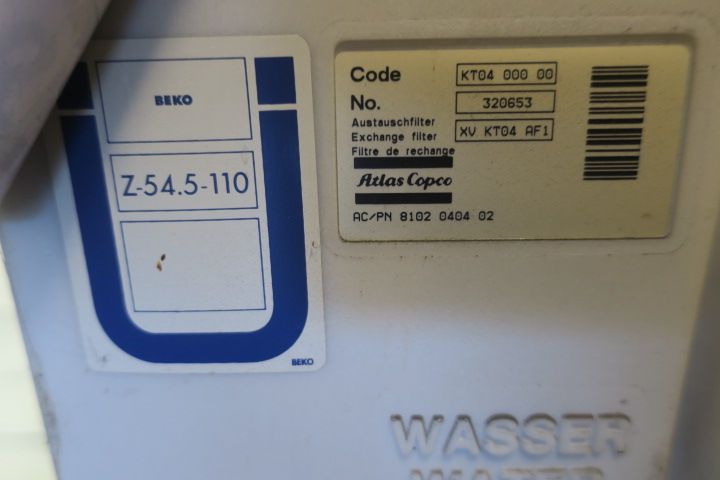 BEKO
Z-54.5-110
BEKO
Code KT04 000 00
No. 320653
Austauschfilter
Exchange filter XV KT04 AF1
Filtre de rechange
Atlas Copco
AC/PN 8102 0404 02
WASSER
WATER